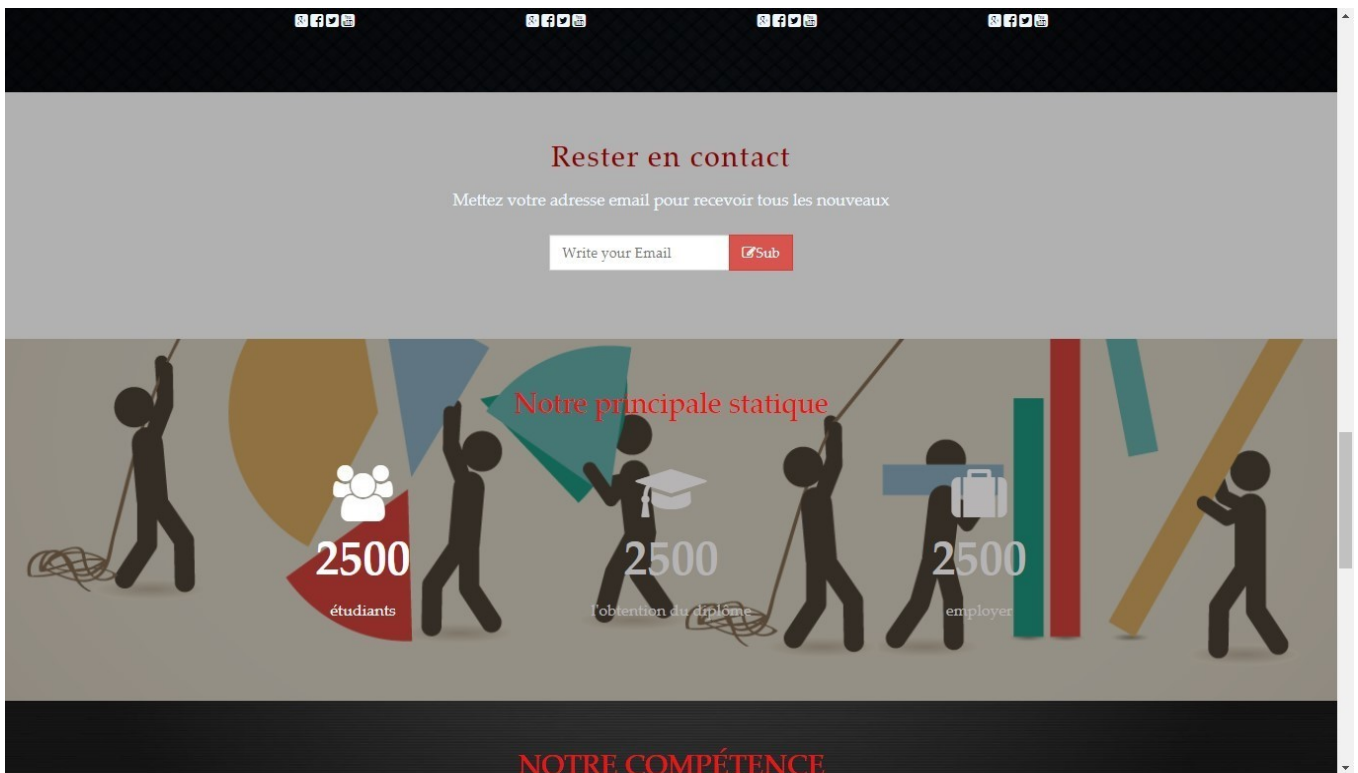 Rester en contact
Mettez votre adresse email pour recevoir tous les nouveaux
Write your Email Sub
Notre principale statique
2500 2500 2500
étudiants l'obtention du diplôme employer
NOTRE COMPÉTENCE